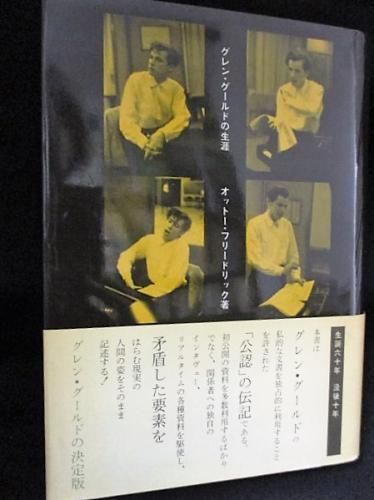 グレン・グールドの生涯
オットー・フリードリック著
生誕六十年 没後十年
本書は
グレン・グールドの
私的な文書を独占的に利用すること
を許された
「公認」の伝記である。
初公開の資料を多数利用するばかり
でなく、関係者への独自の
インタヴュー、
リアルタイムの各種資料を駆使し、
矛盾した要素を
はらむ現実の
人間の姿をそのまま
記述する!
グレン・グールドの決定版